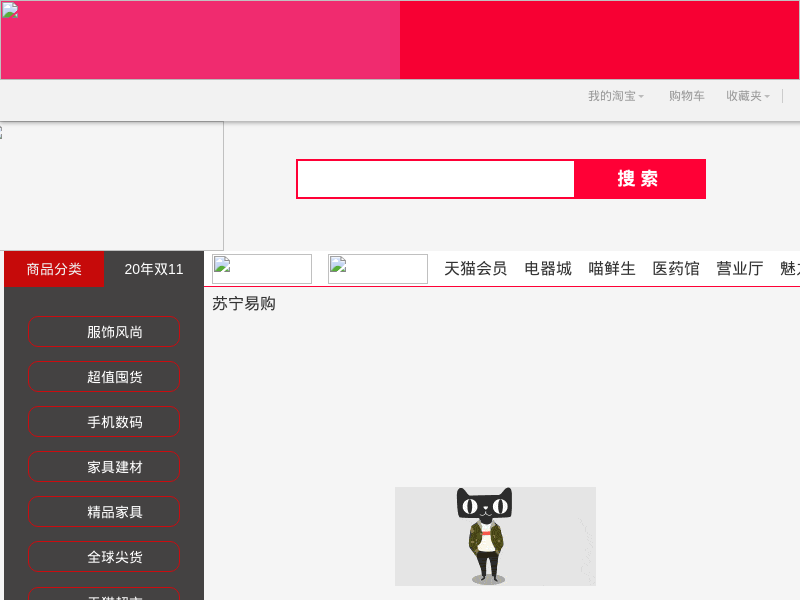 我的淘宝 购物车 收藏夹
搜 索
商品分类 20年双11 天猫会员 电器城 喵鲜生 医药馆 营业厅
苏宁易购
服饰风尚
超值囤货
手机数码
家具建材
精品家具
全球尖货